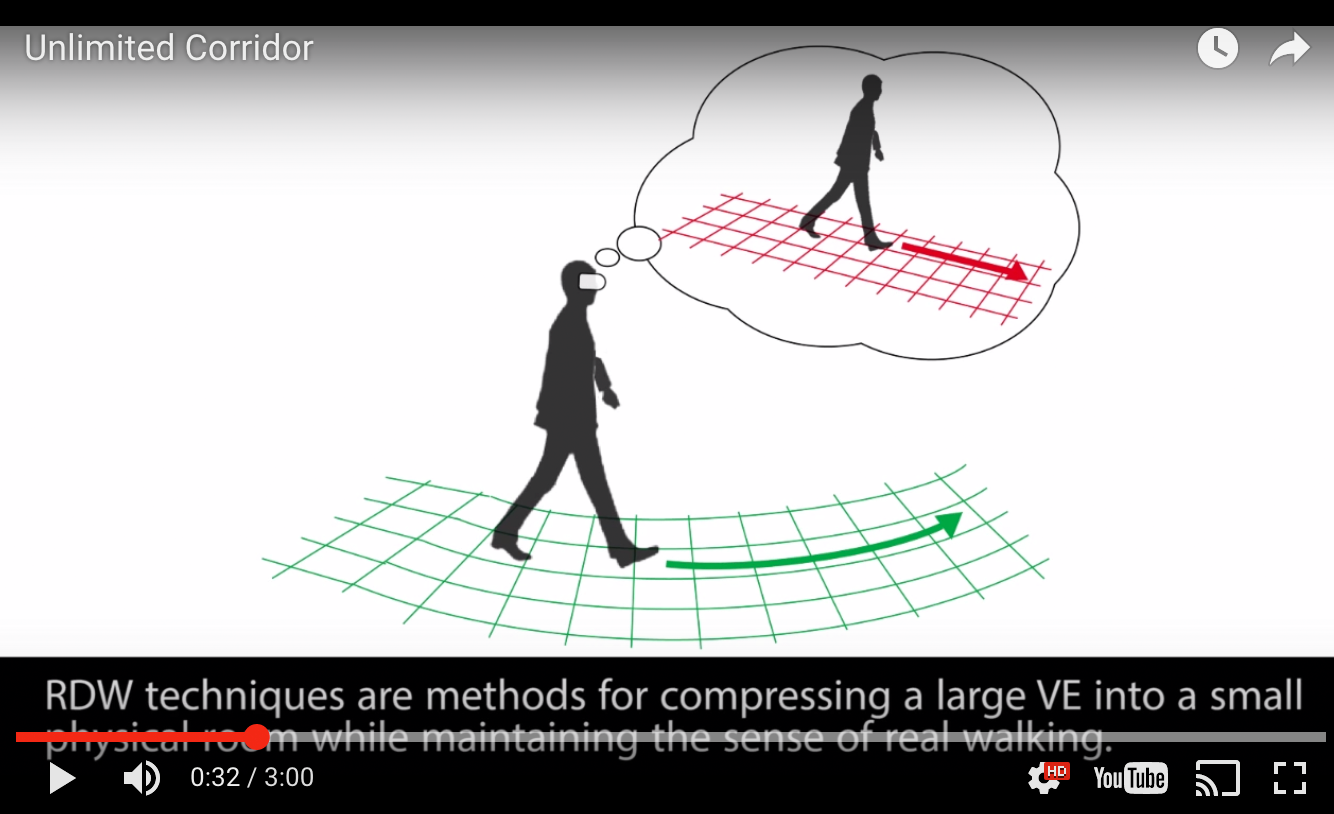 Unlimited Corridor
RDW techniques are methods for compressing a large VE into a small
physical room while maintaining the sense of real walking.
0:32 / 3:00
HD
YouTube